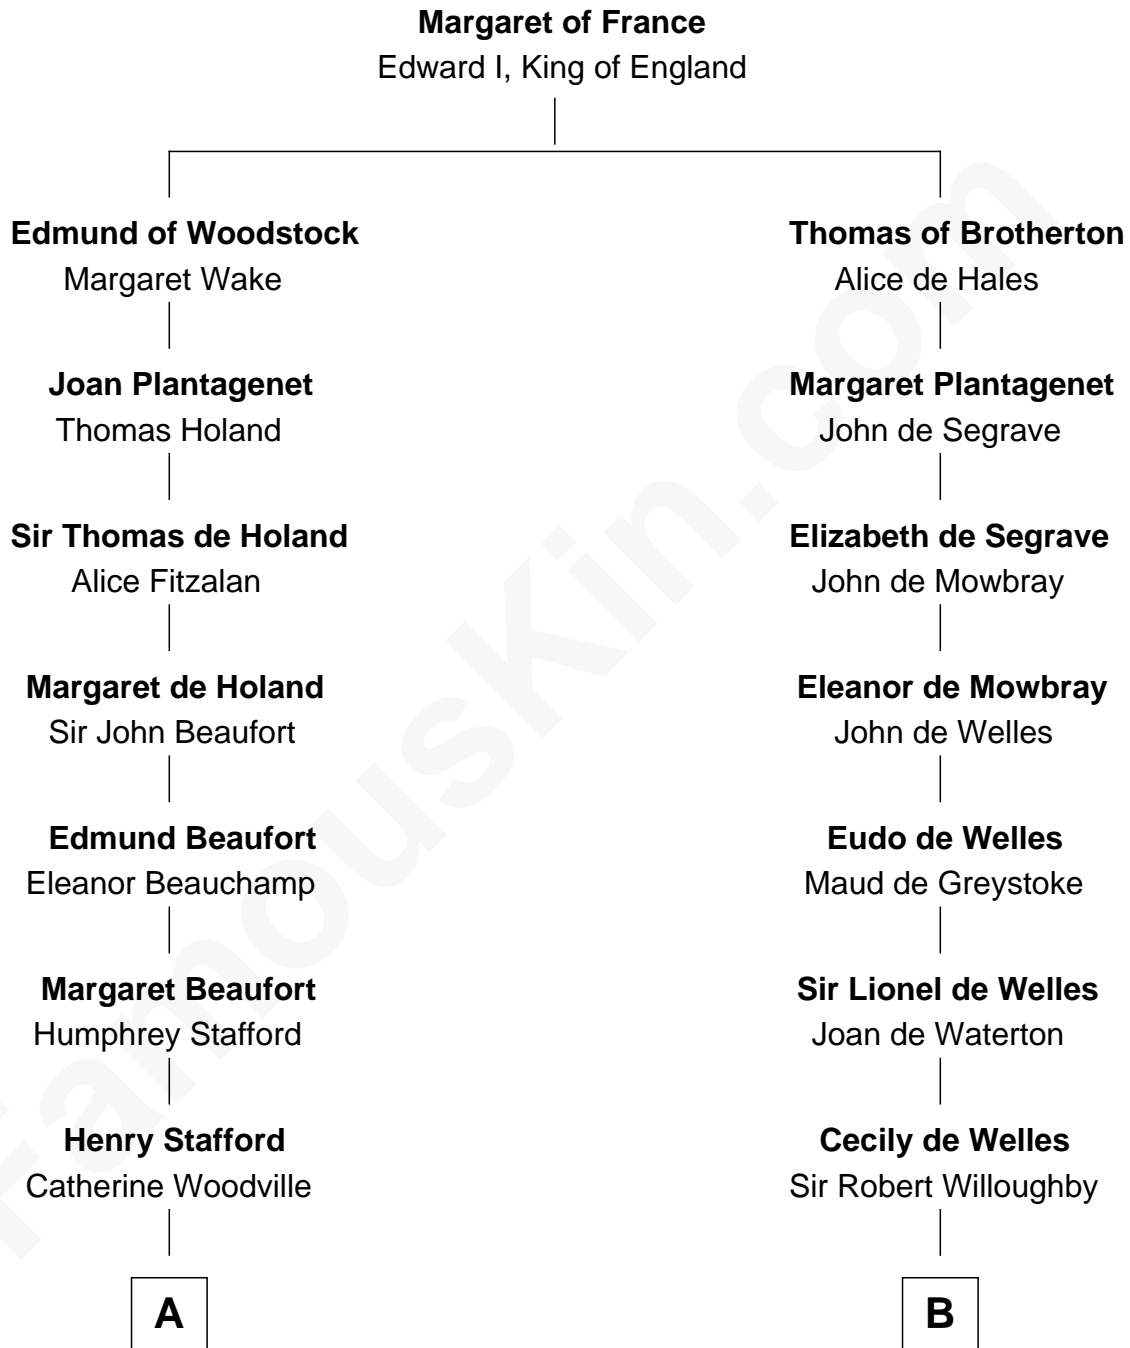 Margaret of France
Edward I, King of England
Edmund of Woodstock
Margaret Wake
Thomas of Brotherton
Alice de Hales
Joan Plantagenet
Thomas Holand
Margaret Plantagenet
John de Segrave
Sir Thomas de Holand
Alice Fitzalan
Elizabeth de Segrave
John de Mowbray
Margaret de Holand
Sir John Beaufort
Eleanor de Mowbray
John de Welles
Edmund Beaufort
Eleanor Beauchamp
Eudo de Welles
Maud de Greystoke
Margaret Beaufort
Humphrey Stafford
Sir Lionel de Welles
Joan de Waterton
Henry Stafford
Catherine Woodville
Cecily de Welles
Sir Robert Willoughby
A
B
FamousKin.com